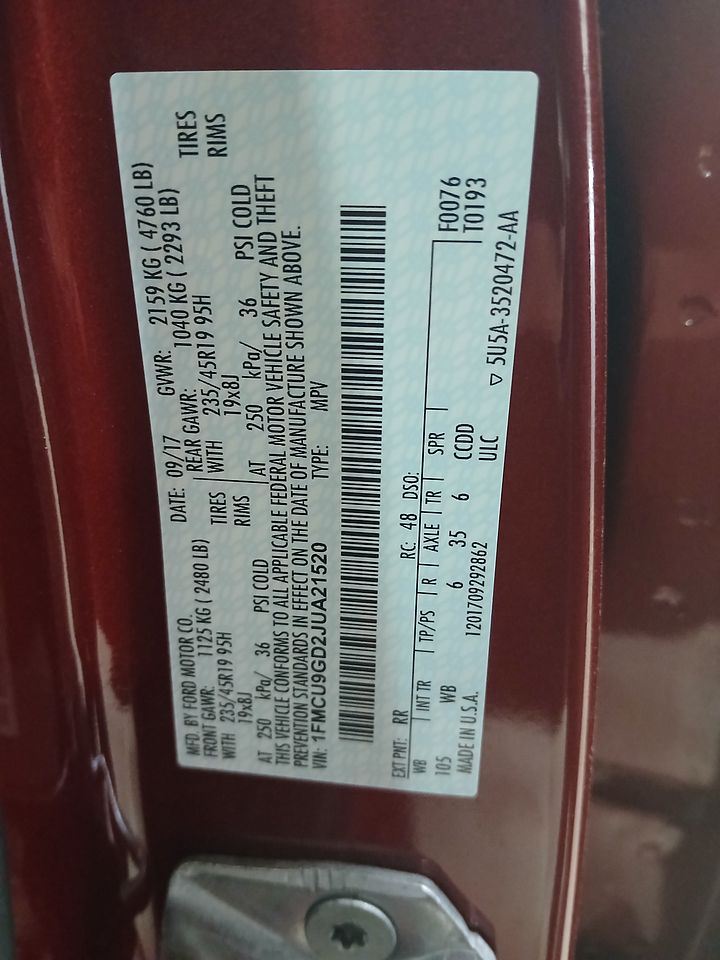 MFD. BY FORD MOTOR CO. DATE: 09/17 GVWR: 2159 KG ( 4760 LB)
FRONT GAWR: 1125 KG ( 2480 LB) REAR GAWR: 1040 KG ( 2293 LB)
WITH 235/45R19 95H TIRES WITH 235/45R19 95H TIRES
19x8J RIMS 19x8J RIMS
AT 250 kPa/ 36 PSI COLD AT 250 kPa/ 36 PSI COLD
THIS VEHICLE CONFORMS TO ALL APPLICABLE FEDERAL MOTOR VEHICLE SAFETY AND THEFT
PREVENTION STANDARDS IN EFFECT ON THE DATE OF MANUFACTURE SHOWN ABOVE.
VIN: 1FMCU9GD2JUA21520 TYPE: MPV
EXT PNT: RR RC: 48 DSO: F0076
WB INT TR TP/PS R AXLE TR SPR T0193
105 WB 6 35 6 CCDD
MADE IN U.S.A. 1201709292862 ULC ▽ 5U5A-3520472-AA